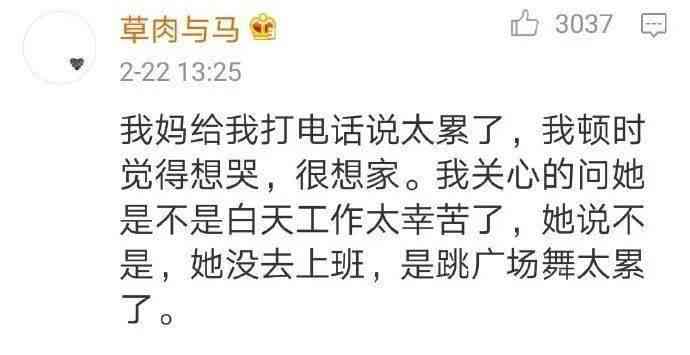 草肉与马
3037
2-22 13:25
我妈给我打电话说太累了，我顿时
觉得想哭，很想家。我关心的问她
是不是白天工作太幸苦了，她说不
是，她没去上班，是跳广场舞太累
了。